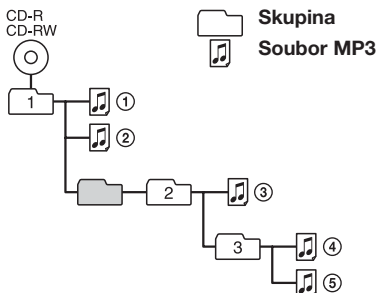 CD-R
CD-RW
Skupina
Soubor MP3
1
①
②
2
③
3
④
⑤